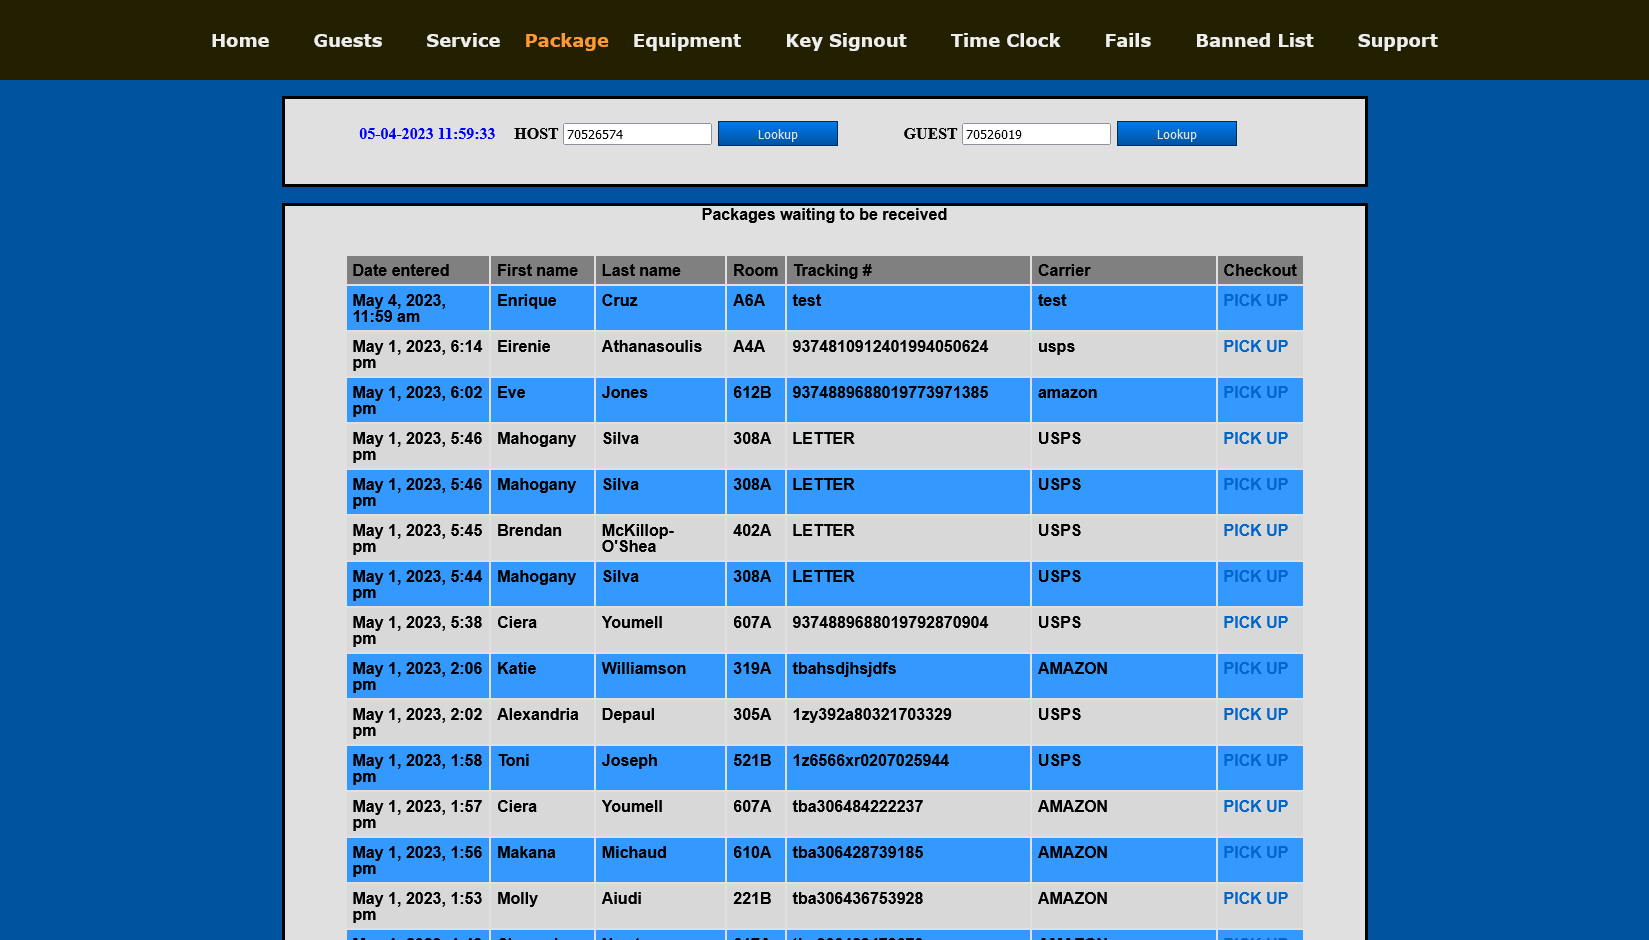 Home Guests Service Package Equipment Key Signout Time Clock Fails Banned List Support
05-04-2023 11:59:33 HOST 70526574 Lookup GUEST 70526019 Lookup
Packages waiting to be received
Date entered First name Last name Room Tracking # Carrier Checkout
May 4, 2023, 11:59 am Enrique Cruz A6A test test PICK UP
May 1, 2023, 6:14 pm Eirenie Athanasoulis A4A 9374810912401994050624 usps PICK UP
May 1, 2023, 6:02 pm Eve Jones 612B 9374889688019773971385 amazon PICK UP
May 1, 2023, 5:46 pm Mahogany Silva 308A LETTER USPS PICK UP
May 1, 2023, 5:46 pm Mahogany Silva 308A LETTER USPS PICK UP
May 1, 2023, 5:45 pm Brendan McKillop-O'Shea 402A LETTER USPS PICK UP
May 1, 2023, 5:44 pm Mahogany Silva 308A LETTER USPS PICK UP
May 1, 2023, 5:38 pm Ciera Youmell 607A 9374889688019792870904 USPS PICK UP
May 1, 2023, 2:06 pm Katie Williamson 319A tbahsdjhsjdfs AMAZON PICK UP
May 1, 2023, 2:02 pm Alexandria Depaul 305A 1zy392a80321703329 USPS PICK UP
May 1, 2023, 1:58 pm Toni Joseph 521B 1z6566xr0207025944 USPS PICK UP
May 1, 2023, 1:57 pm Ciera Youmell 607A tba306484222237 AMAZON PICK UP
May 1, 2023, 1:56 pm Makana Michaud 610A tba306428739185 AMAZON PICK UP
May 1, 2023, 1:53 pm Molly Aiudi 221B tba306436753928 AMAZON PICK UP